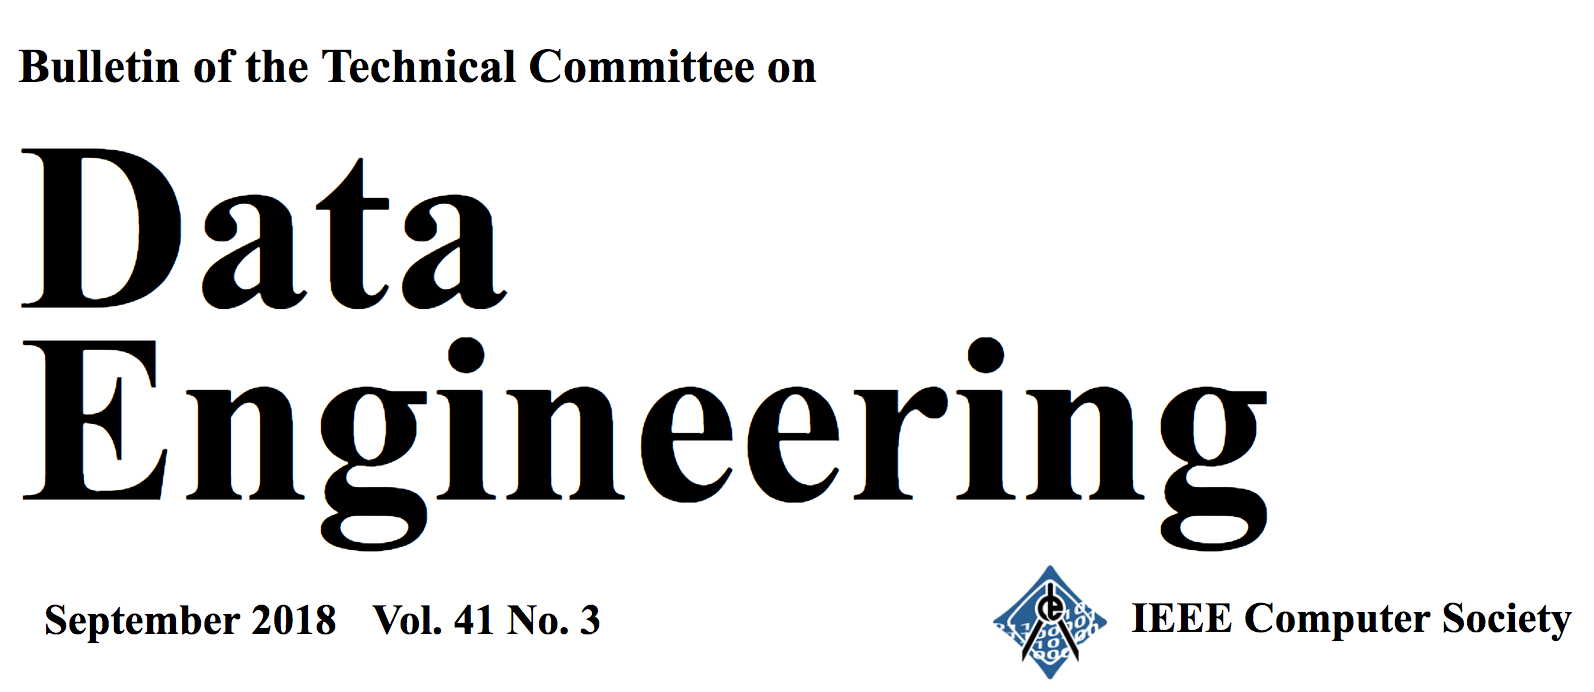 Bulletin of the Technical Committee on
Data
Engineering
September 2018 Vol. 41 No. 3
IEEE Computer Society